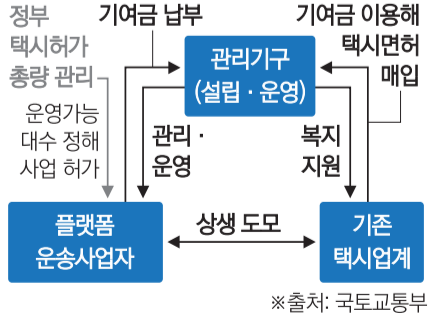 정부
택시허가
총량 관리
운영가능
대수 정해
사업 허가
기여금 납부
기여금 이용해
택시면허
매입
관리기구
(설립 · 운영)
관리 ·
운영
복지
지원
플랫폼
운송사업자
상생 도모
기존
택시업계
※출처: 국토교통부